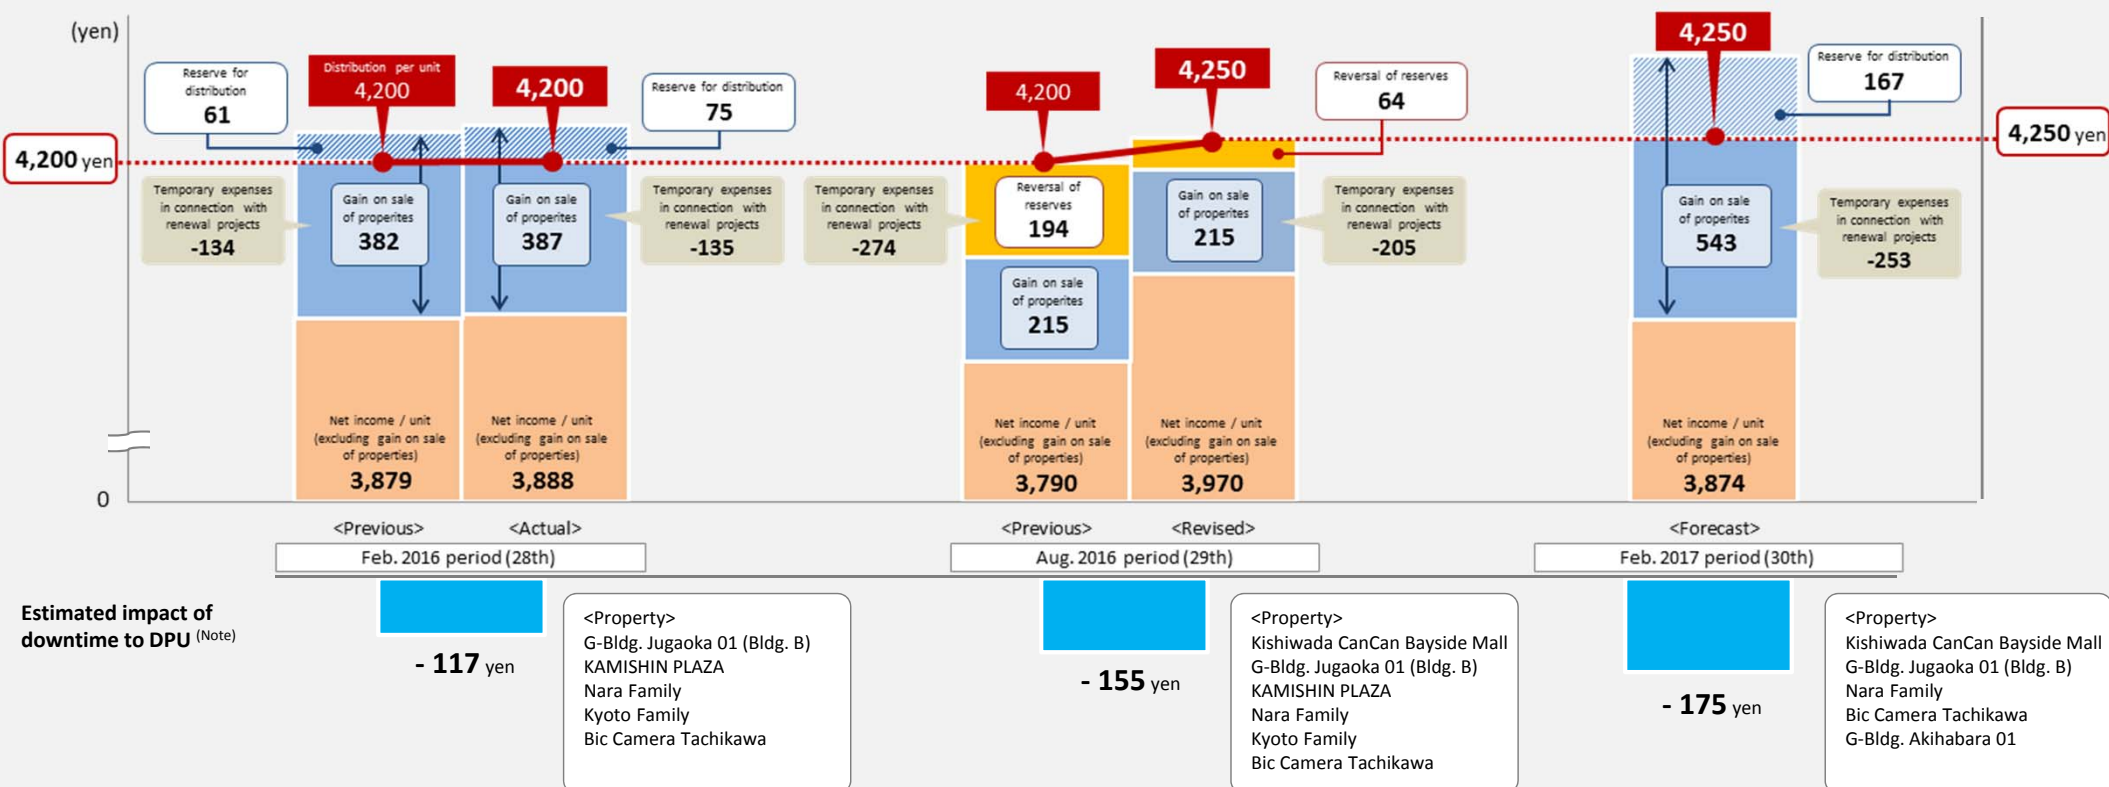 (yen)
Reserve for
distribution
61
Distribution per unit
4,200
4,200
Reserve for distribution
75
4,200
4,250
Reversal of reserves
64
4,250
Reserve for distribution
167
4,200 yen
4,250 yen
Temporary expenses
in connection with
renewal projects
-134
Gain on sale
of properites
382
Gain on sale
of properites
387
Temporary expenses
in connection with
renewal projects
-135
Temporary expenses
in connection with
renewal projects
-274
Reversal of
reserves
194
Gain on sale
of properites
215
Gain on sale
of properites
215
Temporary expenses
in connection with
renewal projects
-205
Gain on sale
of properites
543
Temporary expenses
in connection with
renewal projects
-253
Net income / unit
(excluding gain on sale
of properties)
3,879
Net income / unit
(excluding gain on sale
of properties)
3,888
Net income / unit
(excluding gain on sale
of properties)
3,790
Net income / unit
(excluding gain on sale
of properties)
3,970
Net income / unit
(excluding gain on sale
of properties)
3,874
0
<Previous>
<Actual>
<Previous>
<Revised>
<Forecast>
Feb. 2016 period (28th)
Aug. 2016 period (29th)
Feb. 2017 period (30th)
Estimated impact of
downtime to DPU (Note)
- 117 yen
<Property>
G-Bldg. Jugaoka 01 (Bldg. B)
KAMISHIN PLAZA
Nara Family
Kyoto Family
Bic Camera Tachikawa
- 155 yen
<Property>
Kishiwada CanCan Bayside Mall
G-Bldg. Jugaoka 01 (Bldg. B)
KAMISHIN PLAZA
Nara Family
Kyoto Family
Bic Camera Tachikawa
- 175 yen
<Property>
Kishiwada CanCan Bayside Mall
G-Bldg. Jugaoka 01 (Bldg. B)
Nara Family
Bic Camera Tachikawa
G-Bldg. Akihabara 01